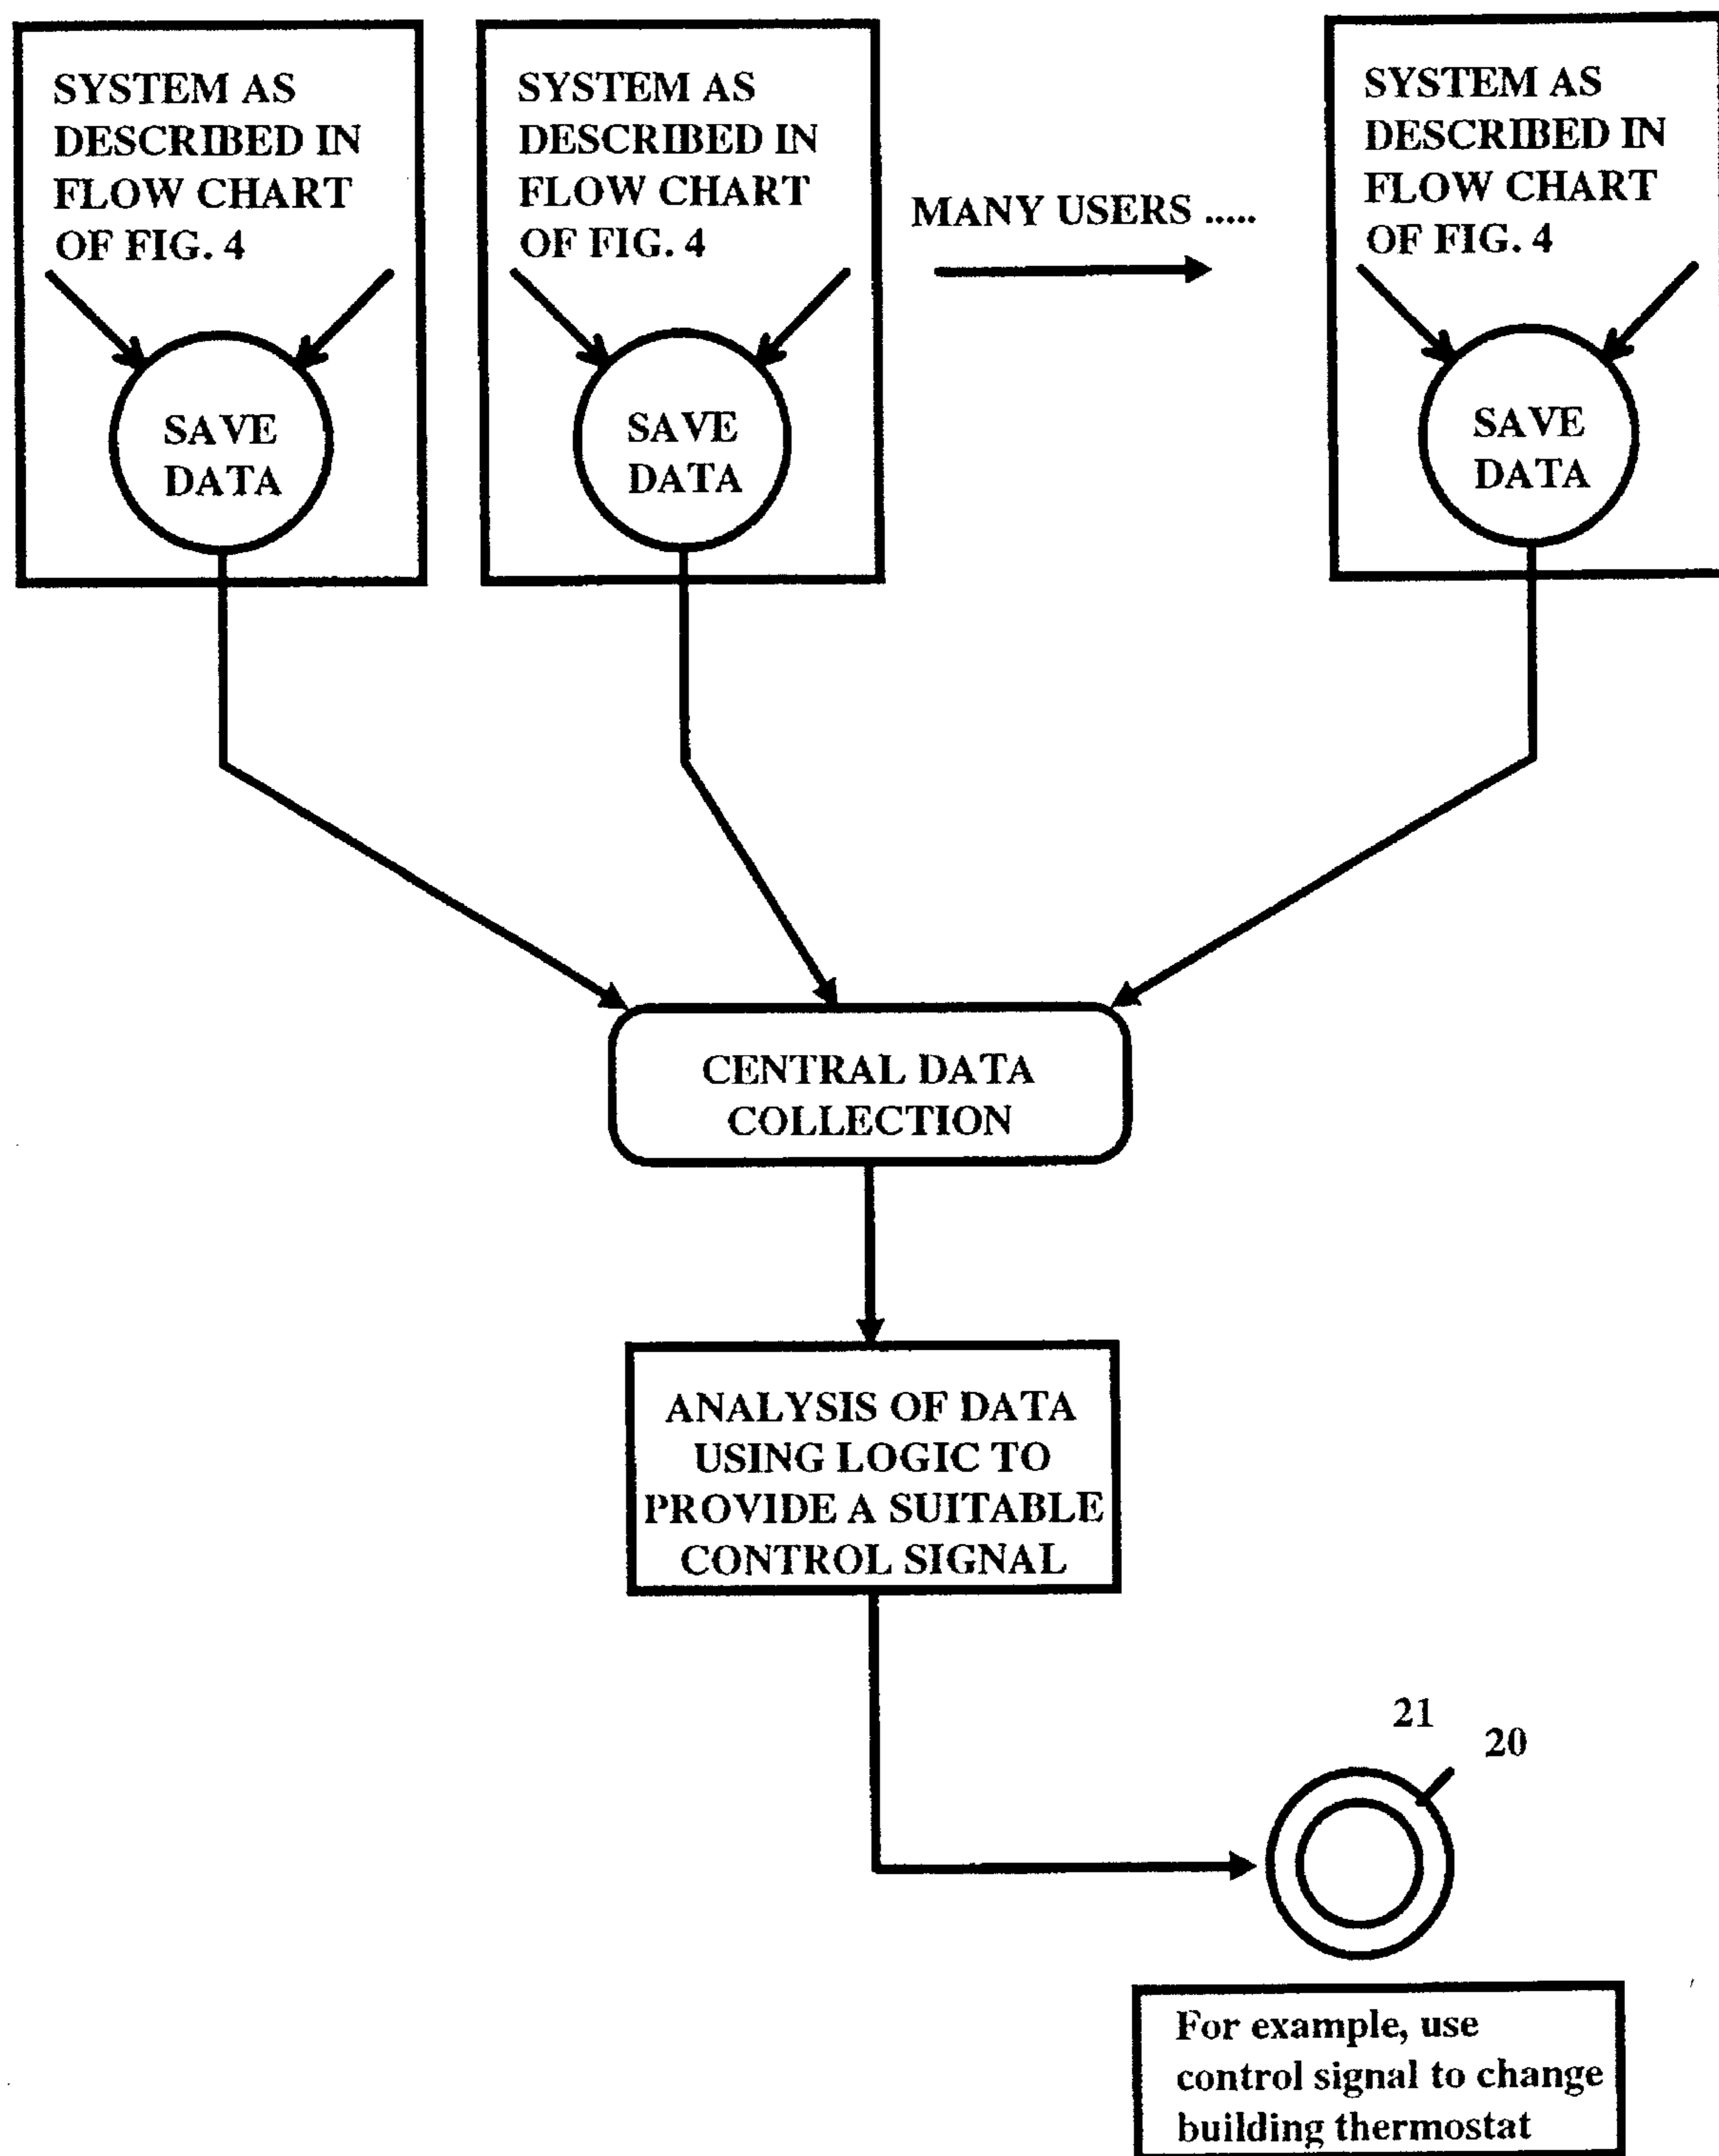 SYSTEM AS
DESCRIBED IN
FLOW CHART
OF FIG. 4
SAVE
DATA
SYSTEM AS
DESCRIBED IN
FLOW CHART
OF FIG. 4
SAVE
DATA
MANY USERS .....
SYSTEM AS
DESCRIBED IN
FLOW CHART
OF FIG. 4
SAVE
DATA
CENTRAL DATA
COLLECTION
ANALYSIS OF DATA
USING LOGIC TO
PROVIDE A SUITABLE
CONTROL SIGNAL
21
20
For example, use
control signal to change
building thermostat